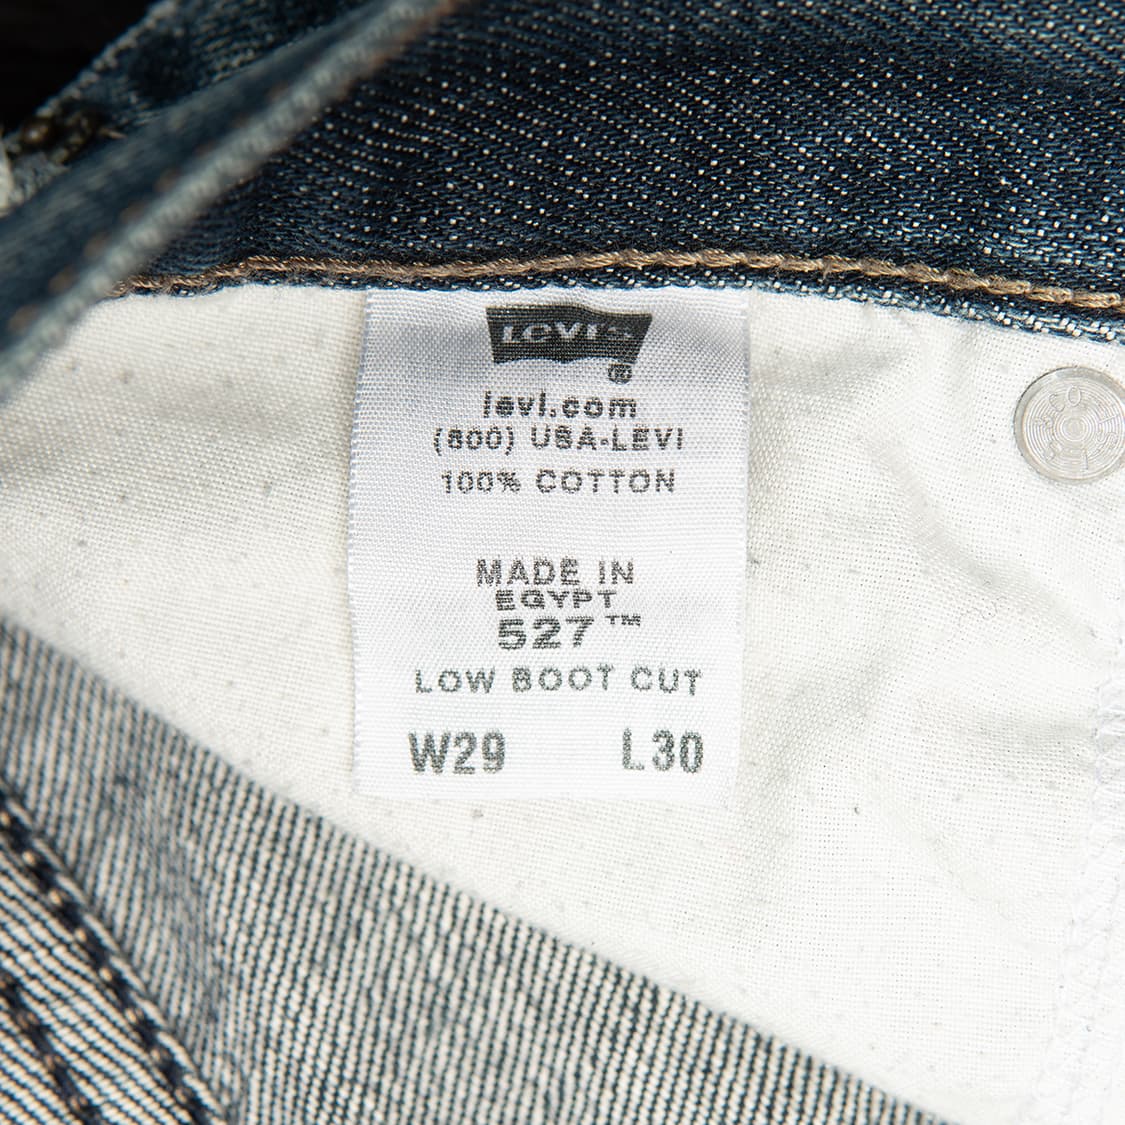 LEVI'S
®
levi.com
(800) USA-LEVI
100% COTTON
MADE IN
EGYPT
527™
LOW BOOT CUT
W29 L30